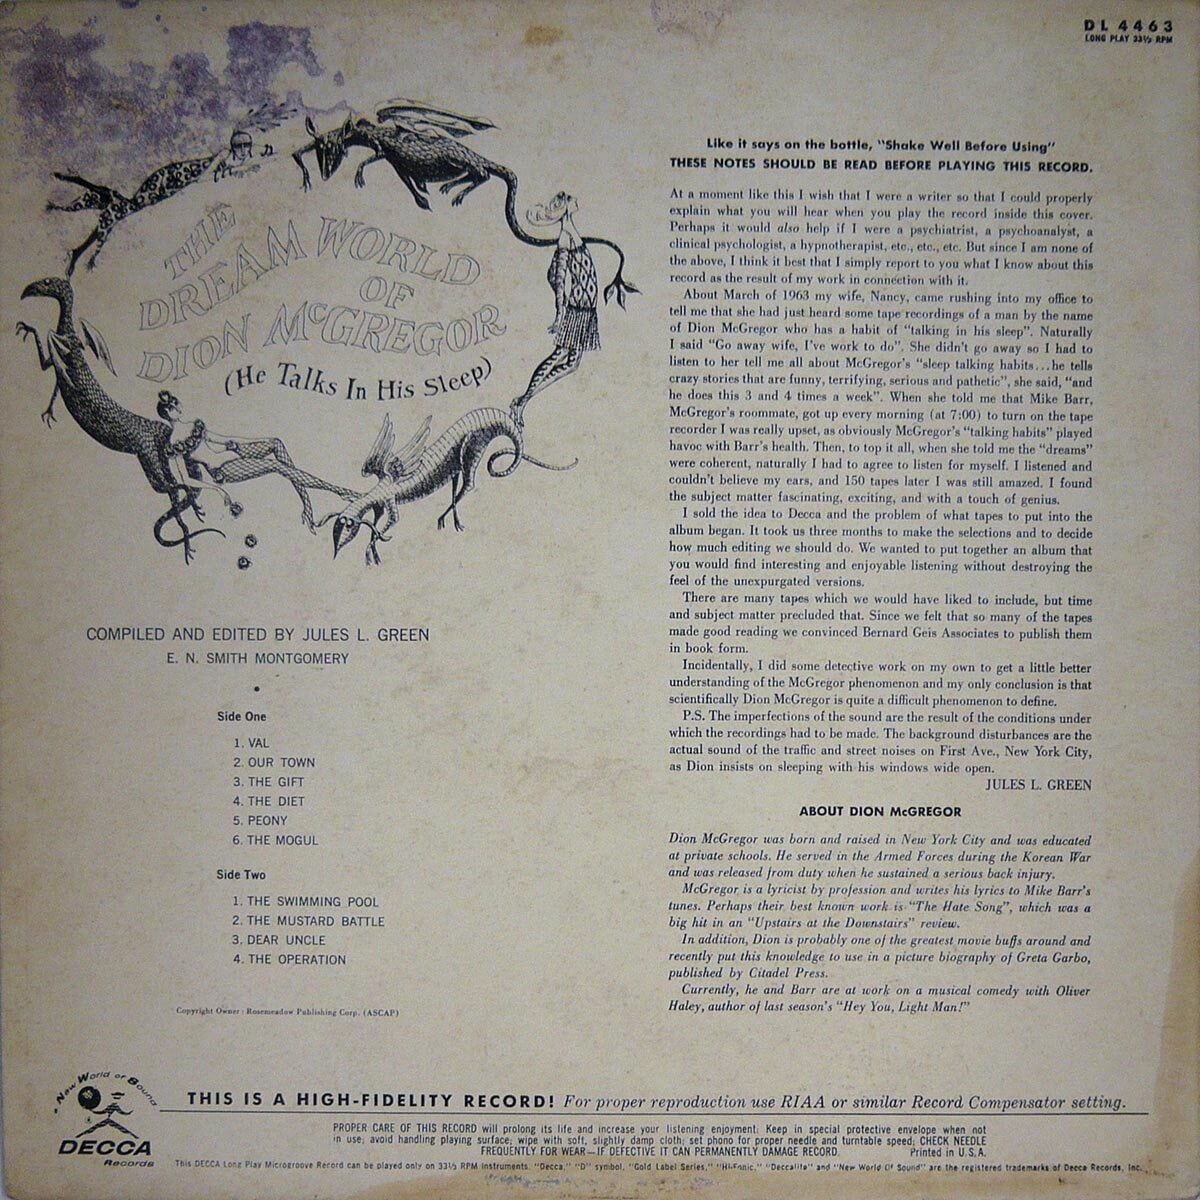 DL 4463
LONG PLAY 33⅓ RPM
THE
DREAM WORLD
OF
DION McGREGOR
(He Talks In His Sleep)
COMPILED AND EDITED BY JULES L. GREEN
E. N. SMITH MONTGOMERY
•
Side One
1. VAL
2. OUR TOWN
3. THE GIFT
4. THE DIET
5. PEONY
6. THE MOGUL
Side Two
1. THE SWIMMING POOL
2. THE MUSTARD BATTLE
3. DEAR UNCLE
4. THE OPERATION
Copyright Owner: Rosemeadow Publishing Corp. (ASCAP)
Like it says on the bottle, "Shake Well Before Using"
THESE NOTES SHOULD BE READ BEFORE PLAYING THIS RECORD.
At a moment like this I wish that I were a writer so that I could properly
explain what you will hear when you play the record inside this cover.
Perhaps it would also help if I were a psychiatrist, a psychoanalyst, a
clinical psychologist, a hypnotherapist, etc., etc., etc. But since I am none of
the above, I think it best that I simply report to you what I know about this
record as the result of my work in connection with it.
About March of 1963 my wife, Nancy, came rushing into my office to
tell me that she had just heard some tape recordings of a man by the name
of Dion McGregor who has a habit of "talking in his sleep". Naturally
I said "Go away wife, I've work to do". She didn't go away so I had to
listen to her tell me all about McGregor's "sleep talking habits...he tells
crazy stories that are funny, terrifying, serious and pathetic", she said, "and
he does this 3 and 4 times a week". When she told me that Mike Barr,
McGregor's roommate, got up every morning (at 7:00) to turn on the tape
recorder I was really upset, as obviously McGregor's "talking habits" played
havoc with Barr's health. Then, to top it all, when she told me the "dreams"
were coherent, naturally I had to agree to listen for myself. I listened and
couldn't believe my ears, and 150 tapes later I was still amazed. I found
the subject matter fascinating, exciting, and with a touch of genius.
I sold the idea to Decca and the problem of what tapes to put into the
album began. It took us three months to make the selections and to decide
how much editing we should do. We wanted to put together an album that
you would find interesting and enjoyable listening without destroying the
feel of the unexpurgated versions.
There are many tapes which we would have liked to include, but time
and subject matter precluded that. Since we felt that so many of the tapes
made good reading we convinced Bernard Geis Associates to publish them
in book form.
Incidentally, I did some detective work on my own to get a little better
understanding of the McGregor phenomenon and my only conclusion is that
scientifically Dion McGregor is quite a difficult phenomenon to define.
P.S. The imperfections of the sound are the result of the conditions under
which the recordings had to be made. The background disturbances are the
actual sound of the traffic and street noises on First Ave., New York City,
as Dion insists on sleeping with his windows wide open.
JULES L. GREEN
ABOUT DION McGREGOR
Dion McGregor was born and raised in New York City and was educated
at private schools. He served in the Armed Forces during the Korean War
and was released from duty when he sustained a serious back injury.
McGregor is a lyricist by profession and writes his lyrics to Mike Barr's
tunes. Perhaps their best known work is "The Hate Song", which was a
big hit in an "Upstairs at the Downstairs" review.
In addition, Dion is probably one of the greatest movie buffs around and
recently put this knowledge to use in a picture biography of Greta Garbo,
published by Citadel Press.
Currently, he and Barr are at work on a musical comedy with Oliver
Haley, author of last season's "Hey You, Light Man!"
New World of Sound
DECCA
Records
THIS IS A HIGH-FIDELITY RECORD! For proper reproduction use RIAA or similar Record Compensator setting.
PROPER CARE OF THIS RECORD will prolong its life and increase your listening enjoyment. Keep in special protective envelope when not
in use; avoid handling playing surface; wipe with soft, slightly damp cloth; set phono for proper needle and turntable speed; CHECK NEEDLE
FREQUENTLY FOR WEAR—IF DEFECTIVE IT CAN PERMANENTLY DAMAGE RECORD. Printed in U.S.A.
This DECCA Long Play Microgroove Record can be played only on 33⅓ RPM Instruments. "Decca," "D" symbol, "Gold Label Series," "Hi-Fonic," "Deccalite" and "New World Of Sound" are the registered trademarks of Decca Records, Inc.